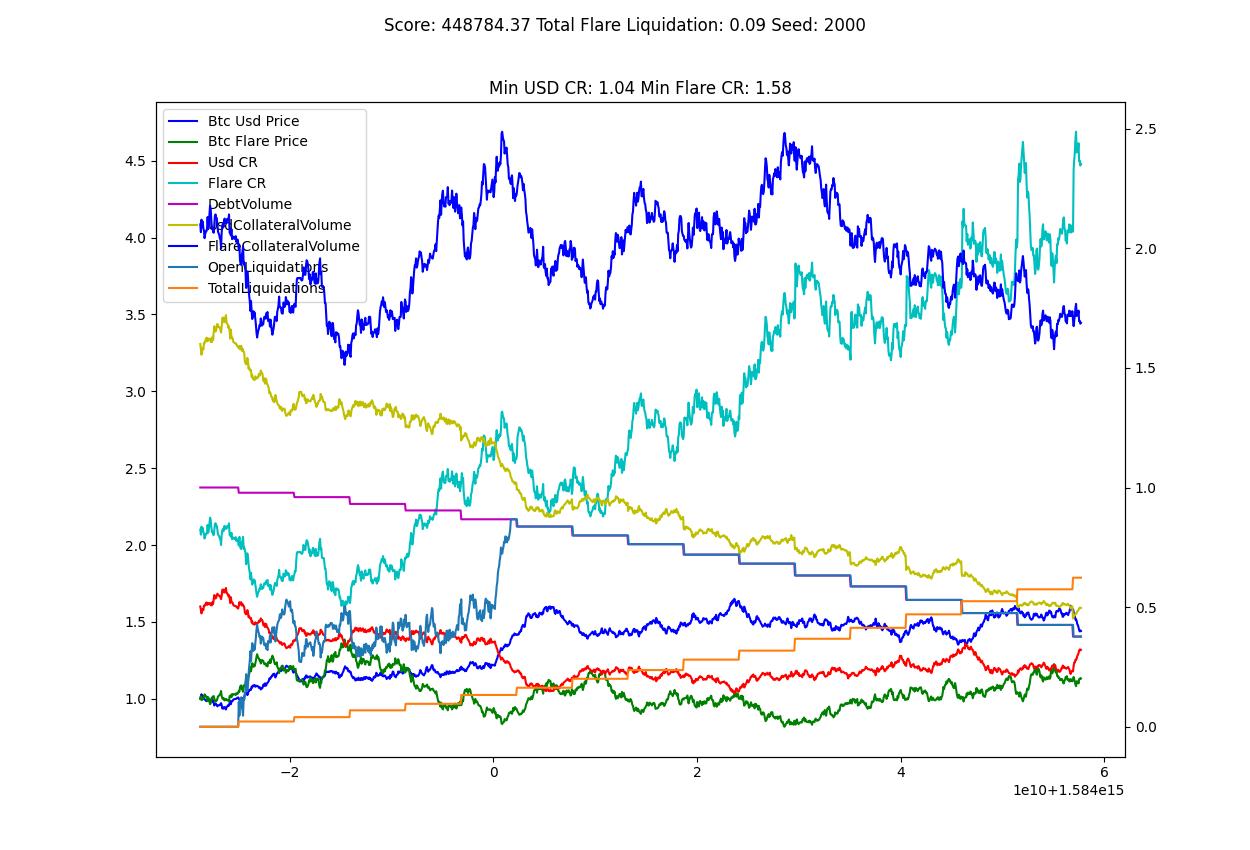 Score: 448784.37 Total Flare Liquidation: 0.09 Seed: 2000
Min USD CR: 1.04 Min Flare CR: 1.58
Btc Usd Price
Btc Flare Price
Usd CR
Flare CR
DebtVolume
UsdCollateralVolume
FlareCollateralVolume
OpenLiquidations
TotalLiquidations
4.5
4.0
3.5
3.0
2.5
2.0
1.5
1.0
2.5
2.0
1.5
1.0
0.5
0.0
−2
0
2
4
6
1e10+1.584e15